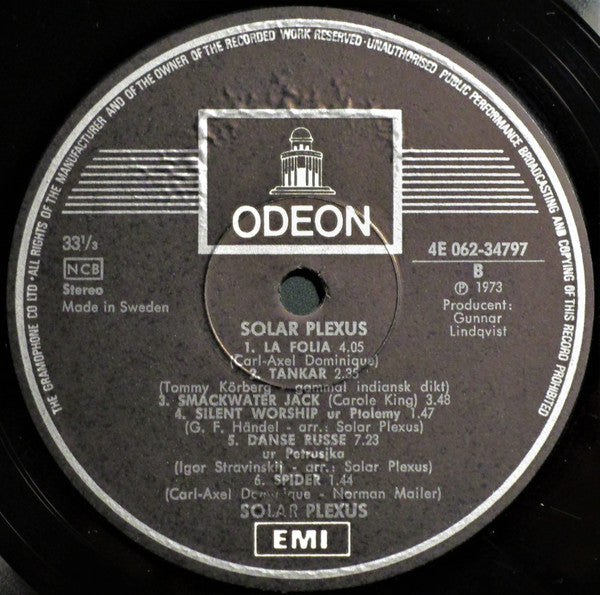 THE GRAMOPHONE CO LTD · ALL RIGHTS OF THE MANUFACTURER AND OF THE OWNER OF THE RECORDED WORK RESERVED · UNAUTHORISED PUBLIC PERFORMANCE BROADCASTING AND COPYING OF THIS RECORD PROHIBITED
ODEON
33 1/3
NCB
Stereo
Made in Sweden
4E 062-34797
B
Ⓟ 1973
Producent:
Gunnar
Lindqvist
SOLAR PLEXUS
1. LA FOLIA 4.05
(Carl-Axel Dominique)
2. TANKAR 2.35
(Tommy Körberg - gammal indiansk dikt)
3. SMACKWATER JACK (Carole King) 3.48
4. SILENT WORSHIP ur Ptolemy 1.47
(G. F. Händel - arr.: Solar Plexus)
5. DANSE RUSSE 7.23
ur Petrusjka
(Igor Stravinskij - arr.: Solar Plexus)
6. SPIDER 1.44
(Carl-Axel Dominique - Norman Mailer)
SOLAR PLEXUS
EMI